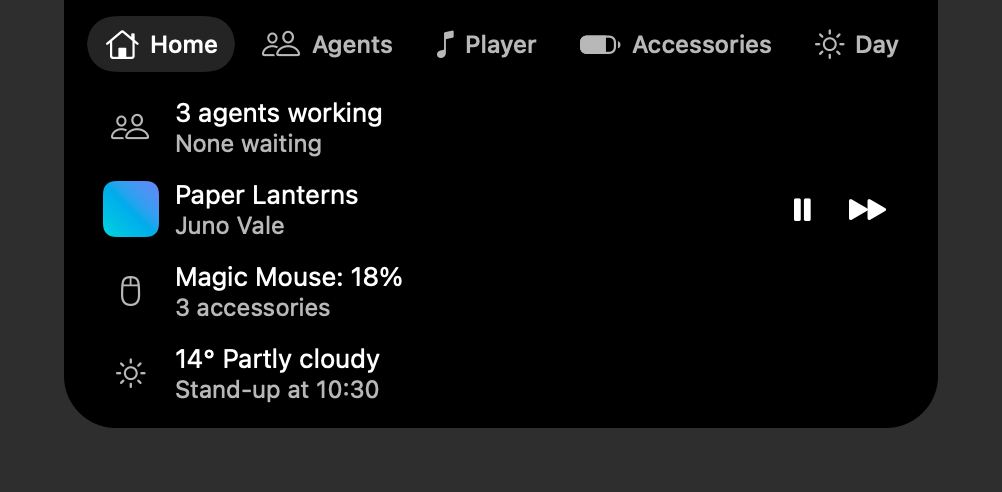 Home Agents Player Accessories Day
3 agents working
None waiting
Paper Lanterns
Juno Vale
Magic Mouse: 18%
3 accessories
14° Partly cloudy
Stand-up at 10:30